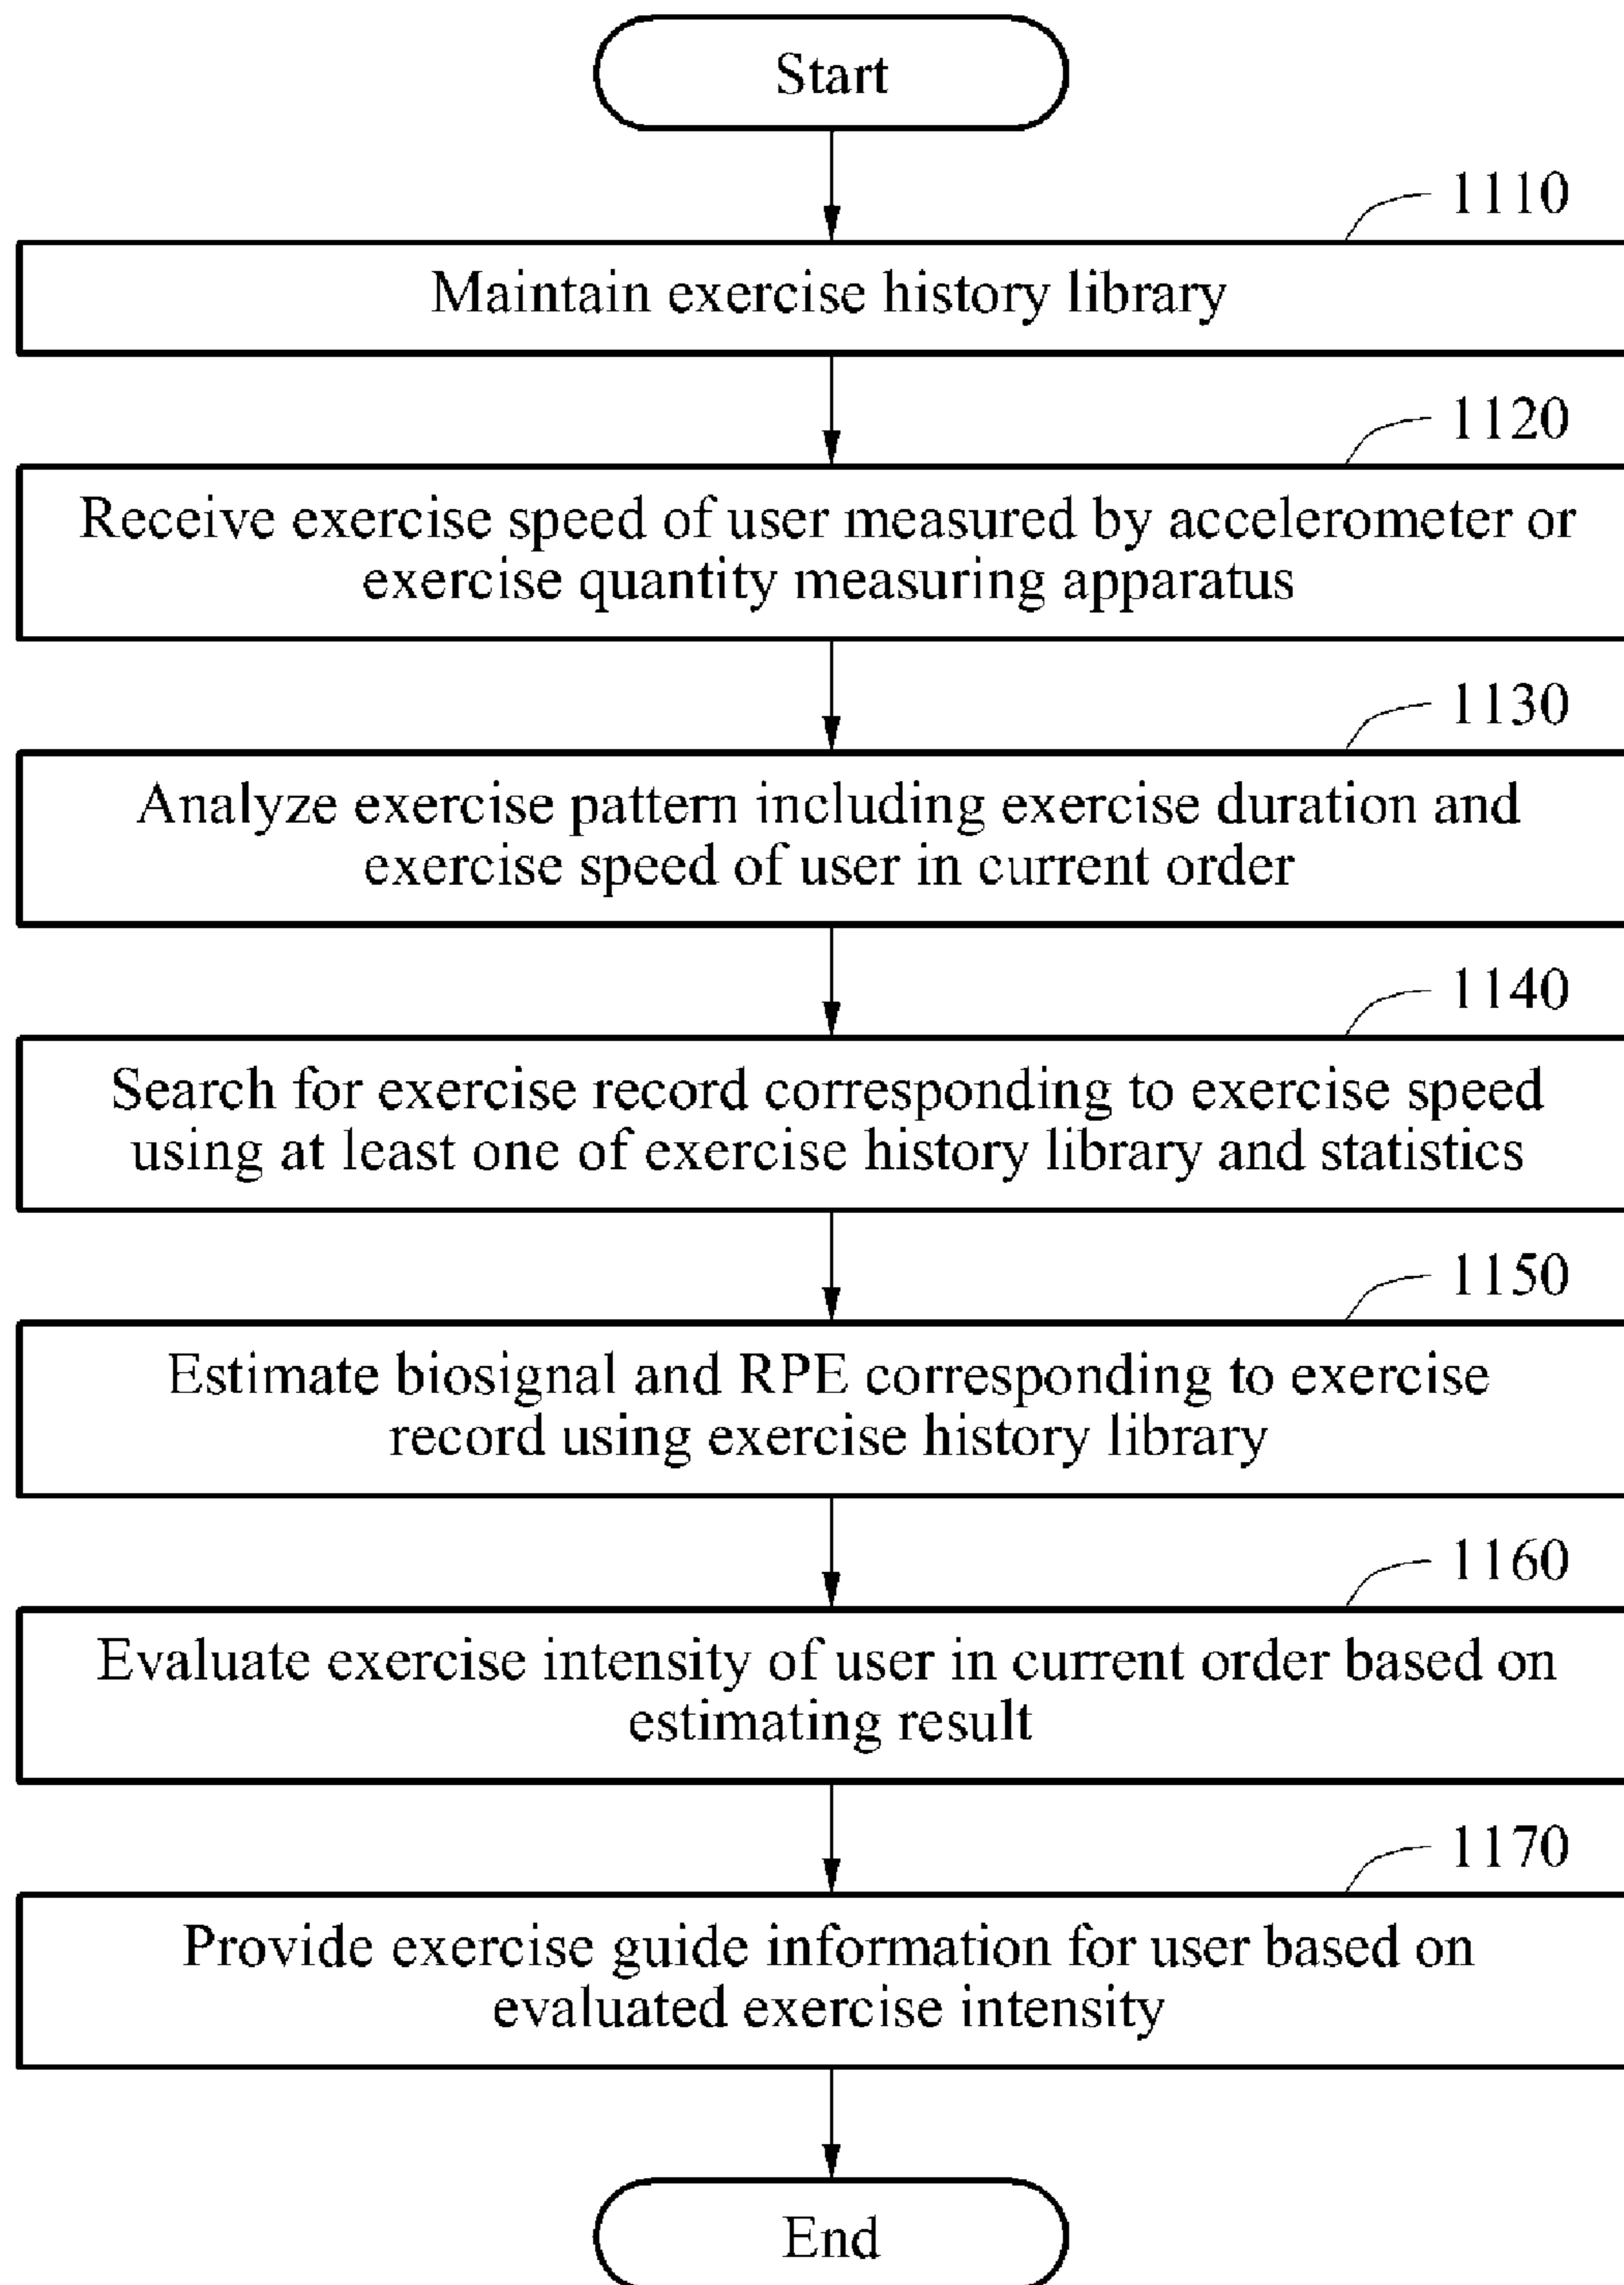 Start
1110
Maintain exercise history library
1120
Receive exercise speed of user measured by accelerometer or
exercise quantity measuring apparatus
1130
Analyze exercise pattern including exercise duration and
exercise speed of user in current order
1140
Search for exercise record corresponding to exercise speed
using at least one of exercise history library and statistics
1150
Estimate biosignal and RPE corresponding to exercise
record using exercise history library
1160
Evaluate exercise intensity of user in current order based on
estimating result
1170
Provide exercise guide information for user based on
evaluated exercise intensity
End